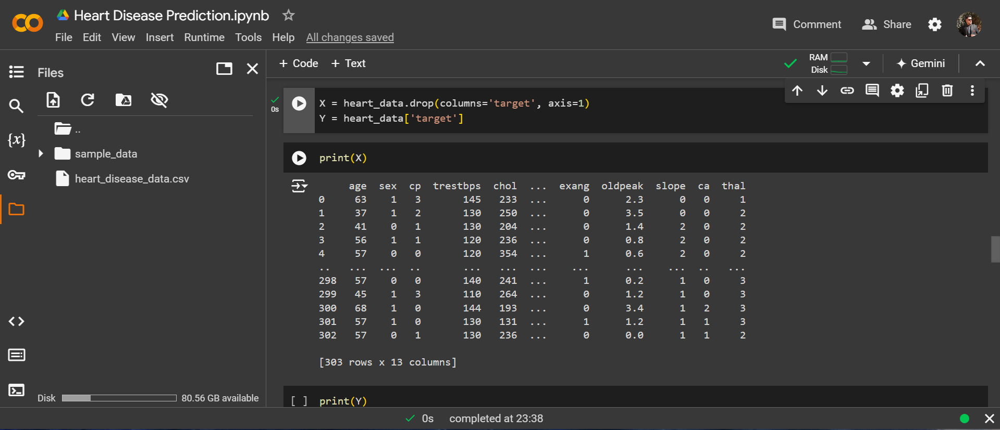 Heart Disease Prediction.ipynb
File Edit View Insert Runtime Tools Help All changes saved
Comment Share
Files
+ Code + Text
RAM
Disk
Gemini
..
sample_data
heart_disease_data.csv
{x}
Disk 80.56 GB available
0s
X = heart_data.drop(columns='target', axis=1)
Y = heart_data['target']
print(X)
age sex cp trestbps chol ... exang oldpeak slope ca thal
0 63 1 3 145 233 ... 0 2.3 0 0 1
1 37 1 2 130 250 ... 0 3.5 0 0 2
2 41 0 1 130 204 ... 0 1.4 2 0 2
3 56 1 1 120 236 ... 0 0.8 2 0 2
4 57 0 0 120 354 ... 1 0.6 2 0 2
.. ... ... .. ... ... ... ... ... ... .. ...
298 57 0 0 140 241 ... 1 0.2 1 0 3
299 45 1 3 110 264 ... 0 1.2 1 0 3
300 68 1 0 144 193 ... 0 3.4 1 2 3
301 57 1 0 130 131 ... 1 1.2 1 1 3
302 57 0 1 130 236 ... 0 0.0 1 1 2
[303 rows x 13 columns]
[ ] print(Y)
0s completed at 23:38